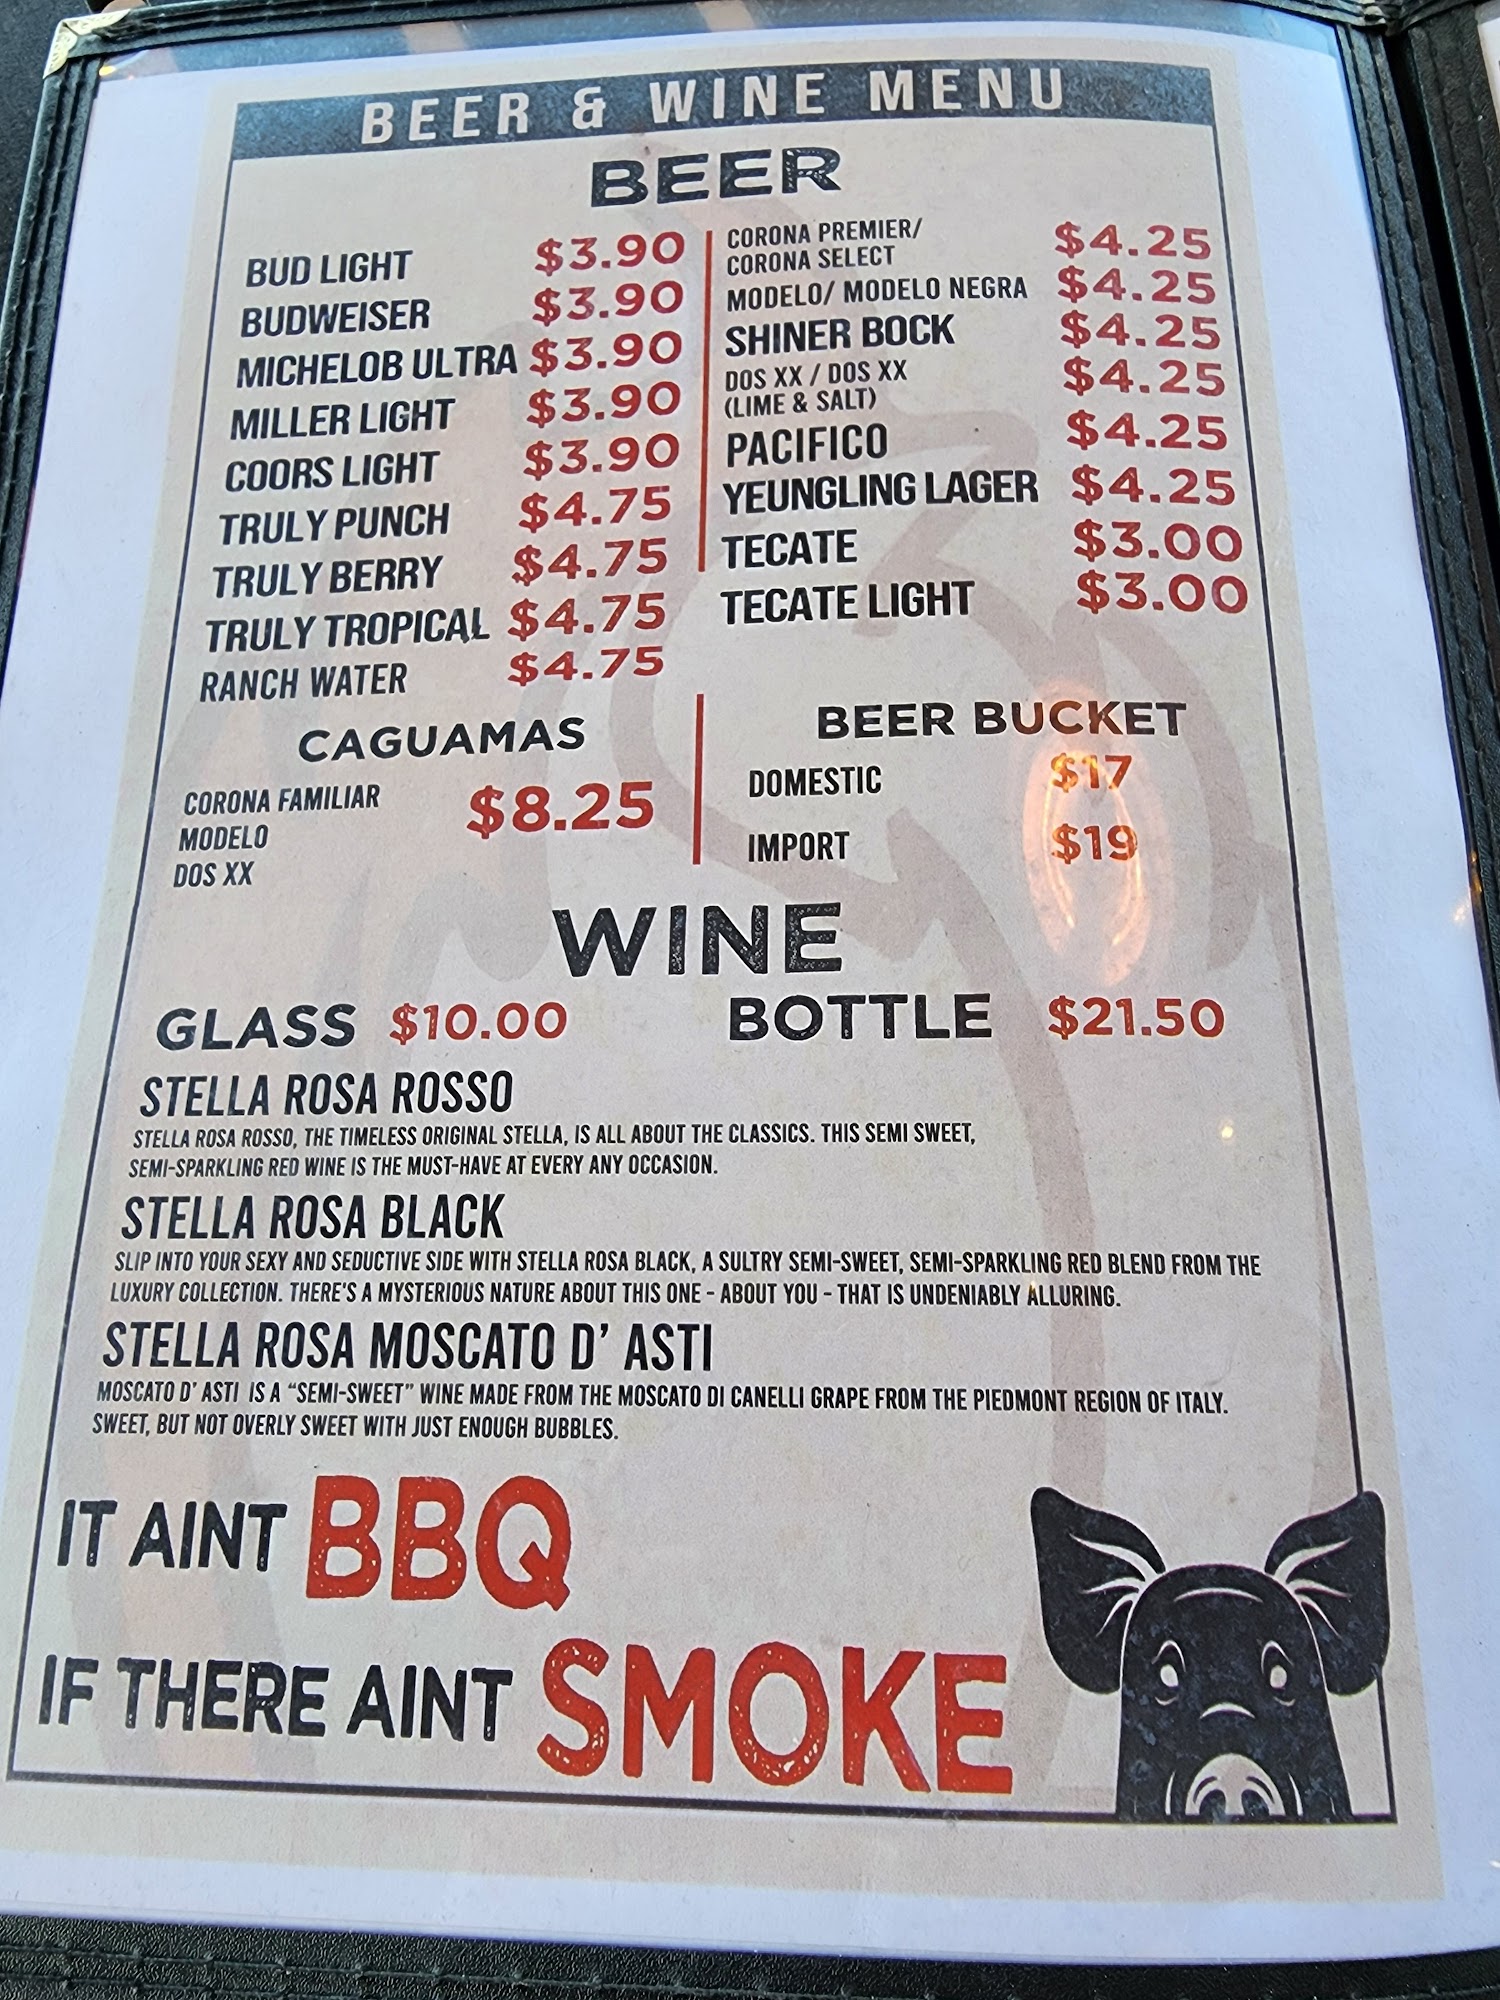 BEER & WINE MENU
BEER
BUD LIGHT $3.90
BUDWEISER $3.90
MICHELOB ULTRA $3.90
MILLER LIGHT $3.90
COORS LIGHT $3.90
TRULY PUNCH $4.75
TRULY BERRY $4.75
TRULY TROPICAL $4.75
RANCH WATER $4.75
CORONA PREMIER/
CORONA SELECT $4.25
MODELO/ MODELO NEGRA $4.25
SHINER BOCK $4.25
DOS XX / DOS XX $4.25
(LIME & SALT)
PACIFICO $4.25
YEUNGLING LAGER $4.25
TECATE $3.00
TECATE LIGHT $3.00
CAGUAMAS
CORONA FAMILIAR $8.25
MODELO
DOS XX
BEER BUCKET
DOMESTIC $17
IMPORT $19
WINE
GLASS $10.00 BOTTLE $21.50
STELLA ROSA ROSSO
STELLA ROSA ROSSO, THE TIMELESS ORIGINAL STELLA, IS ALL ABOUT THE CLASSICS. THIS SEMI SWEET,
SEMI-SPARKLING RED WINE IS THE MUST-HAVE AT EVERY ANY OCCASION.
STELLA ROSA BLACK
SLIP INTO YOUR SEXY AND SEDUCTIVE SIDE WITH STELLA ROSA BLACK, A SULTRY SEMI-SWEET, SEMI-SPARKLING RED BLEND FROM THE
LUXURY COLLECTION. THERE'S A MYSTERIOUS NATURE ABOUT THIS ONE - ABOUT YOU - THAT IS UNDENIABLY ALLURING.
STELLA ROSA MOSCATO D' ASTI
MOSCATO D' ASTI IS A "SEMI-SWEET" WINE MADE FROM THE MOSCATO DI CANELLI GRAPE FROM THE PIEDMONT REGION OF ITALY.
SWEET, BUT NOT OVERLY SWEET WITH JUST ENOUGH BUBBLES.
IT AINT BBQ
IF THERE AINT SMOKE